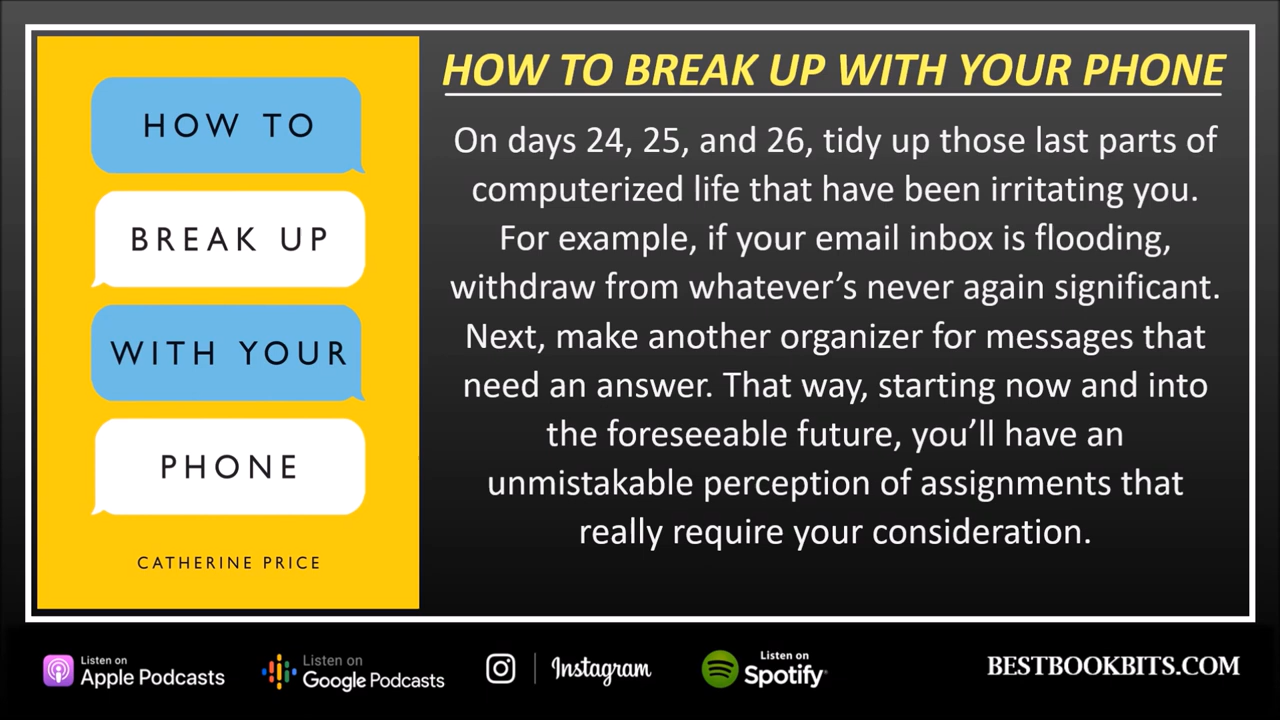 HOW TO
BREAK UP
WITH YOUR
PHONE
CATHERINE PRICE
HOW TO BREAK UP WITH YOUR PHONE
On days 24, 25, and 26, tidy up those last parts of
computerized life that have been irritating you.
For example, if your email inbox is flooding,
withdraw from whatever’s never again significant.
Next, make another organizer for messages that
need an answer. That way, starting now and into
the foreseeable future, you’ll have an
unmistakable perception of assignments that
really require your consideration.
Listen on
Apple Podcasts
Listen on
Google Podcasts
Instagram
Listen on
Spotify
BESTBOOKBITS.COM